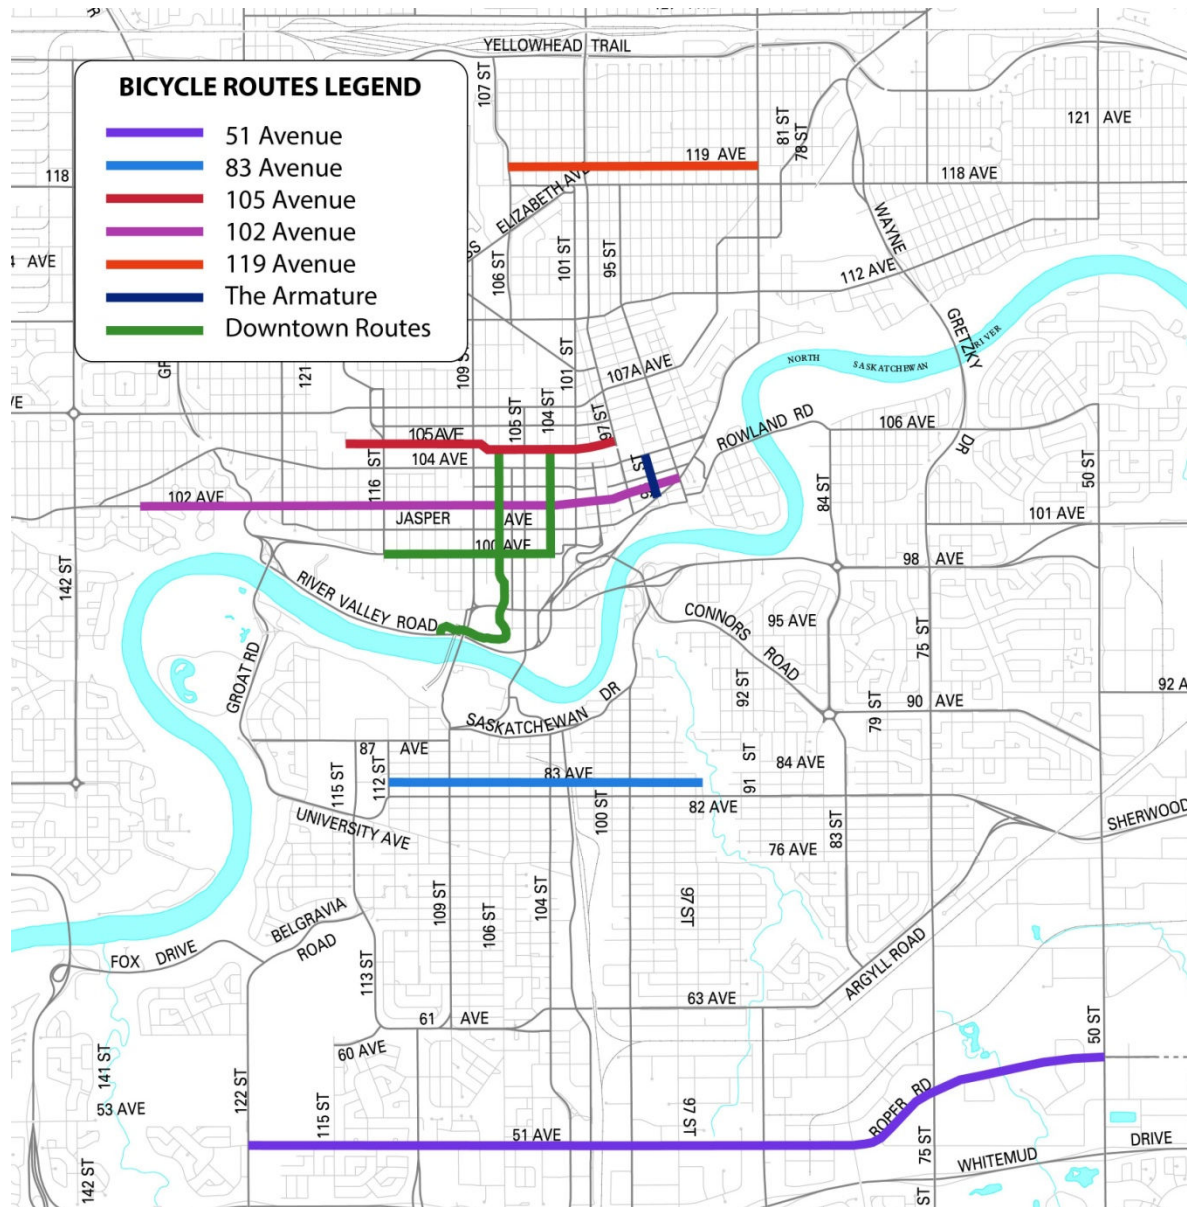 YELLOWHEAD TRAIL
BICYCLE ROUTES LEGEND
51 Avenue
83 Avenue
105 Avenue
102 Avenue
119 Avenue
The Armature
Downtown Routes
107 ST
81 ST
78 ST
121 AVE
119 AVE
118
118 AVE
ELIZABETH AVE
WAYNE
GRETZKY
DR
AVE
106 ST
101 ST
95 ST
112 AVE
NORTH
SASKATCHEWAN
RIVER
109 S
121
101 ST
107A AVE
105 ST
104 ST
97 ST
ROWLAND RD
106 AVE
105 AVE
104 AVE
116 ST
ST
84 ST
50 ST
102 AVE
JASPER AVE
101 AVE
100 AVE
98 AVE
142 ST
RIVER VALLEY ROAD
CONNORS
ROAD
95 AVE
75 ST
GROAT RD
92 ST
79 ST
90 AVE
92 A
SASKATCHEWAN DR
87 AVE
91 ST
84 AVE
115 ST
112 ST
83 AVE
100 ST
82 AVE
UNIVERSITY AVE
83 ST
SHERWOOD
76 AVE
109 ST
106 ST
104 ST
97 ST
BELGRAVIA
ROAD
FOX DRIVE
113 ST
ARGYLL ROAD
63 AVE
61 AVE
60 AVE
50 ST
141 ST
122 ST
53 AVE
115 ST
97 ST
ROPER RD
51 AVE
75 ST
WHITEMUD DRIVE
142 ST
ST